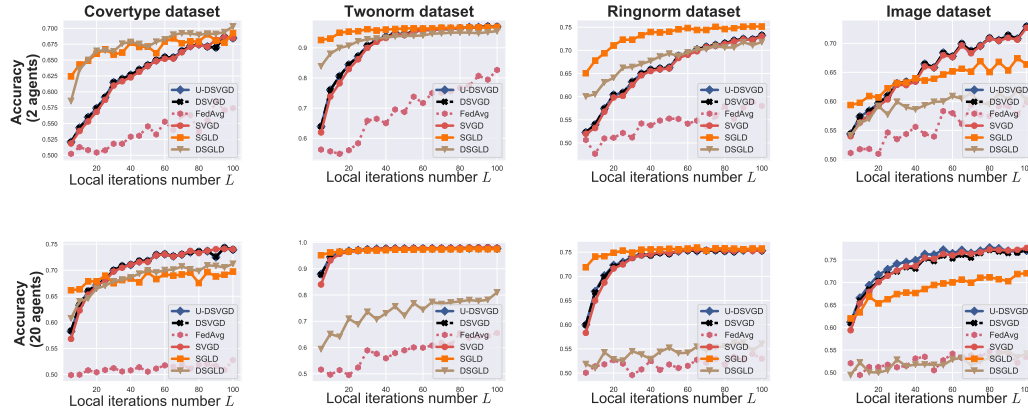 Covertype dataset
Twonorm dataset
Ringnorm dataset
Image dataset
Accuracy
(2 agents)
0.700
0.675
0.650
0.625
0.600
0.575
0.550
0.525
0.500
U-DSVGD
DSVGD
FedAvg
SVGD
SGLD
DSGLD
20 40 60 80 100
Local iterations number L
0.9
0.8
0.7
0.6
U-DSVGD
DSVGD
FedAvg
SVGD
SGLD
DSGLD
20 40 60 80 100
Local iterations number L
0.75
0.70
0.65
0.60
0.55
0.50
U-DSVGD
DSVGD
FedAvg
SVGD
SGLD
DSGLD
20 40 60 80 100
Local iterations number L
0.70
0.65
0.60
0.55
0.50
U-DSVGD
DSVGD
FedAvg
SVGD
SGLD
DSGLD
20 40 60 80 100
Local iterations number L
Accuracy
(20 agents)
0.75
0.70
0.65
0.60
0.55
0.50
U-DSVGD
DSVGD
FedAvg
SVGD
SGLD
DSGLD
20 40 60 80 100
Local iterations number L
1.0
0.9
0.8
0.7
0.6
0.5
U-DSVGD
DSVGD
FedAvg
SVGD
SGLD
DSGLD
20 40 60 80 100
Local iterations number L
0.75
0.70
0.65
0.60
0.55
0.50
U-DSVGD
DSVGD
FedAvg
SVGD
SGLD
DSGLD
20 40 60 80 100
Local iterations number L
0.75
0.70
0.65
0.60
0.55
0.50
U-DSVGD
DSVGD
FedAvg
SVGD
SGLD
DSGLD
20 40 60 80
Local iterations number L